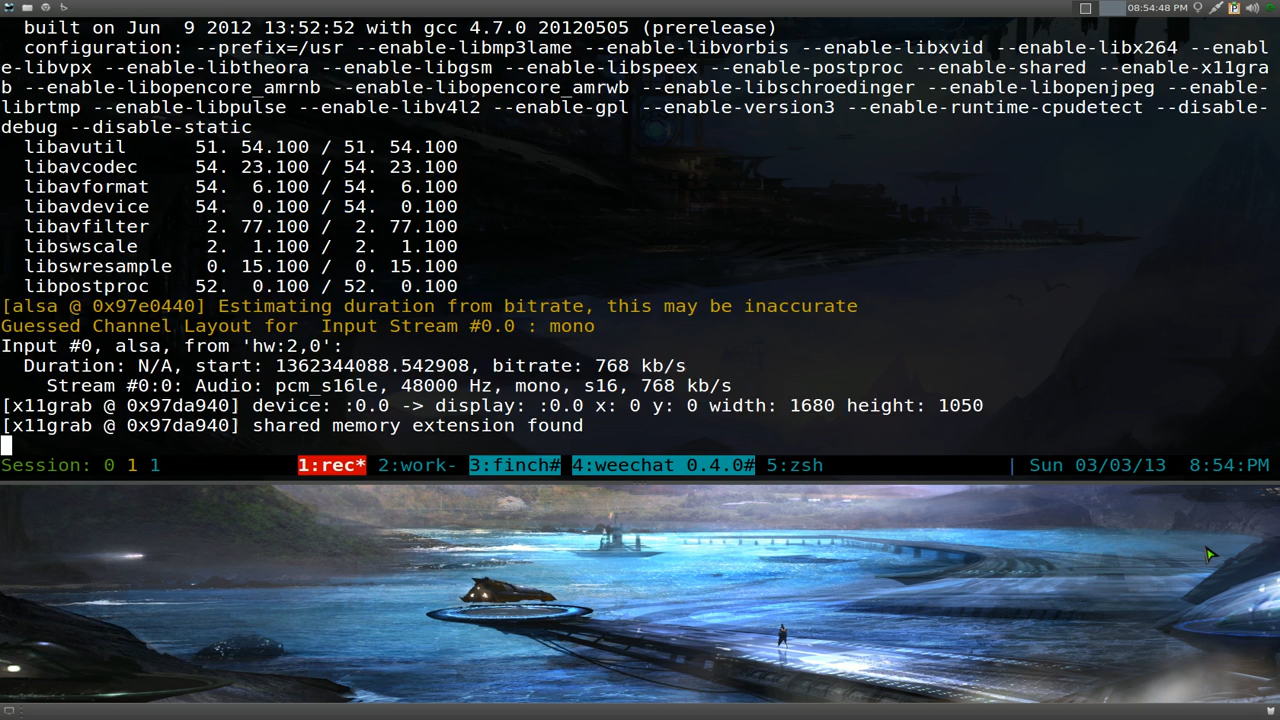 08:54:48 PM
built on Jun  9 2012 13:52:52 with gcc 4.7.0 20120505 (prerelease)
configuration: --prefix=/usr --enable-libmp3lame --enable-libvorbis --enable-libxvid --enable-libx264 --enabl
e-libvpx --enable-libtheora --enable-libgsm --enable-libspeex --enable-postproc --enable-shared --enable-x11gra
b --enable-libopencore_amrnb --enable-libopencore_amrwb --enable-libschroedinger --enable-libopenjpeg --enable-
librtmp --enable-libpulse --enable-libv4l2 --enable-gpl --enable-version3 --enable-runtime-cpudetect --disable-
debug --disable-static
libavutil      51. 54.100 / 51. 54.100
libavcodec     54. 23.100 / 54. 23.100
libavformat    54.  6.100 / 54.  6.100
libavdevice    54.  0.100 / 54.  0.100
libavfilter     2. 77.100 /  2. 77.100
libswscale      2.  1.100 /  2.  1.100
libswresample   0. 15.100 /  0. 15.100
libpostproc    52.  0.100 / 52.  0.100
[alsa @ 0x97e0440] Estimating duration from bitrate, this may be inaccurate
Guessed Channel Layout for  Input Stream #0.0 : mono
Input #0, alsa, from 'hw:2,0':
Duration: N/A, start: 1362344088.542908, bitrate: 768 kb/s
Stream #0:0: Audio: pcm_s16le, 48000 Hz, mono, s16, 768 kb/s
[x11grab @ 0x97da940] device: :0.0 -> display: :0.0 x: 0 y: 0 width: 1680 height: 1050
[x11grab @ 0x97da940] shared memory extension found
Session: 0 1 1 1:rec* 2:work- 3:finch# 4:weechat 0.4.0# 5:zsh | Sun 03/03/13  8:54:PM